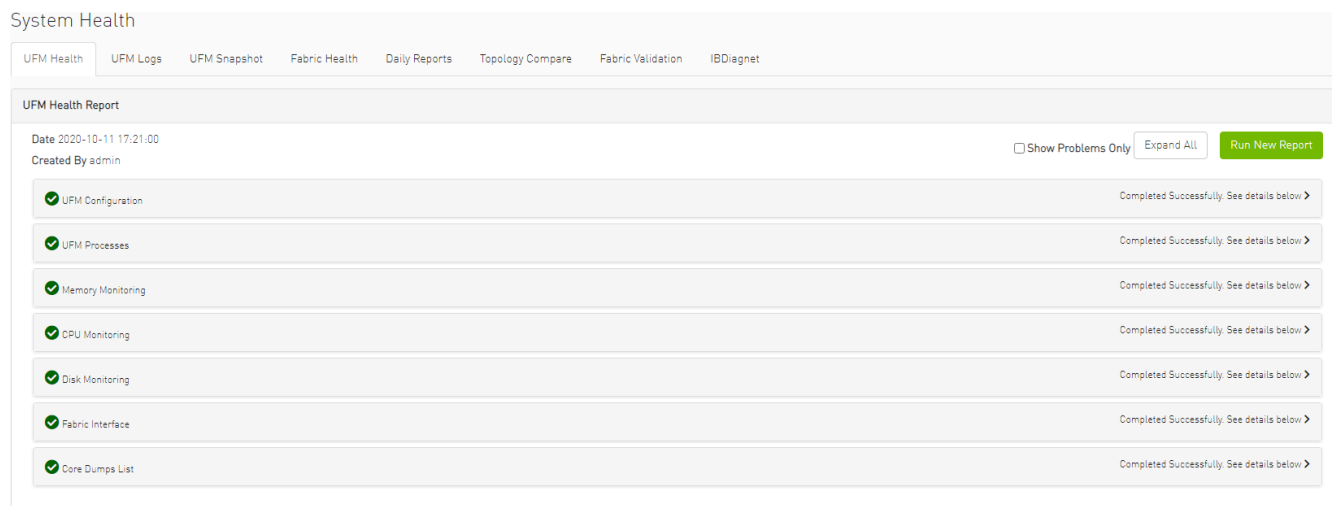 System Health
UFM Health UFM Logs UFM Snapshot Fabric Health Daily Reports Topology Compare Fabric Validation IBDiagnet
UFM Health Report
Date 2020-10-11 17:21:00
Created By admin
Show Problems Only Expand All Run New Report
UFM Configuration Completed Successfully. See details below
UFM Processes Completed Successfully. See details below
Memory Monitoring Completed Successfully. See details below
CPU Monitoring Completed Successfully. See details below
Disk Monitoring Completed Successfully. See details below
Fabric Interface Completed Successfully. See details below
Core Dumps List Completed Successfully. See details below